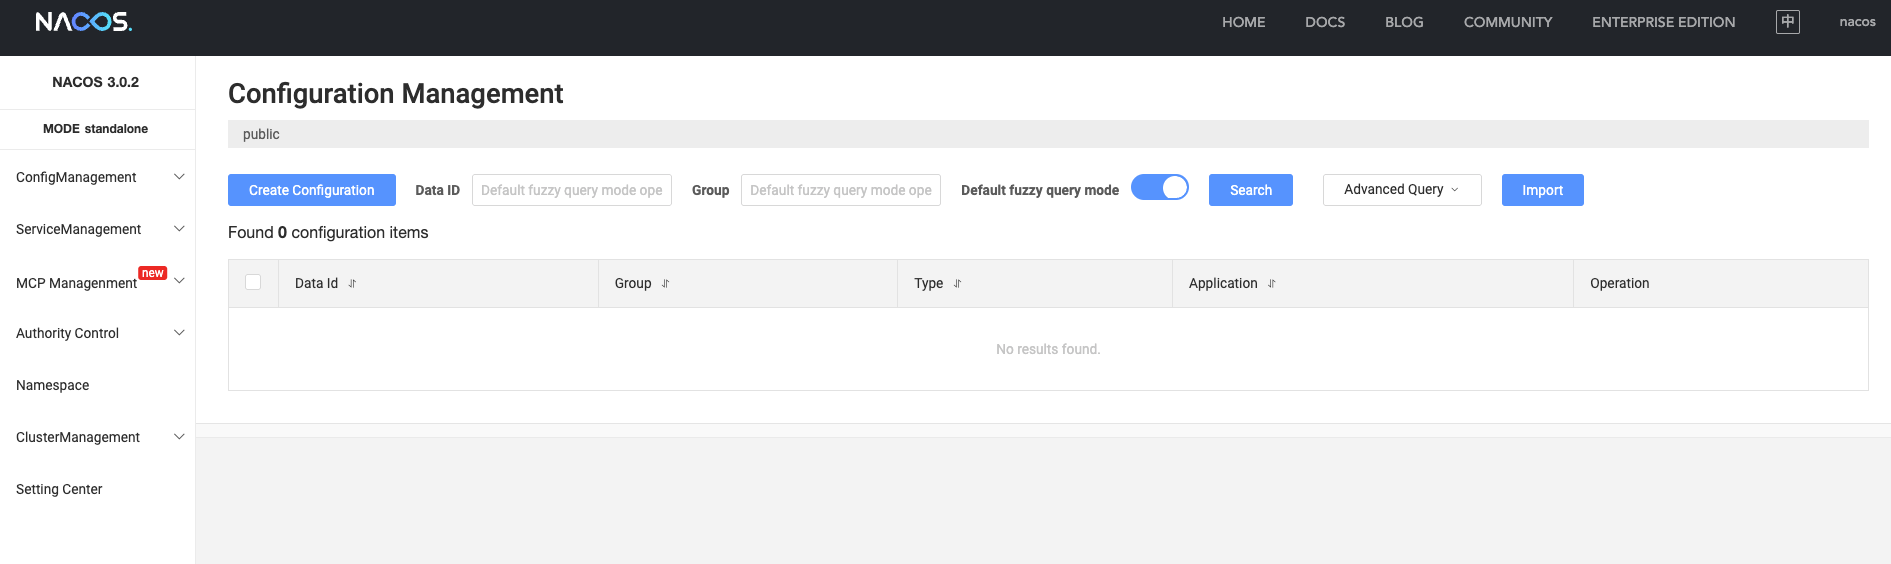 NACOS.
HOME DOCS BLOG COMMUNITY ENTERPRISE EDITION 中 nacos
NACOS 3.0.2
MODE standalone
ConfigManagement
ServiceManagement
MCP Managenment new
Authority Control
Namespace
ClusterManagement
Setting Center
Configuration Management
public
Create Configuration Data ID Default fuzzy query mode ope Group Default fuzzy query mode ope Default fuzzy query mode Search Advanced Query Import
Found 0 configuration items
Data Id Group Type Application Operation
No results found.